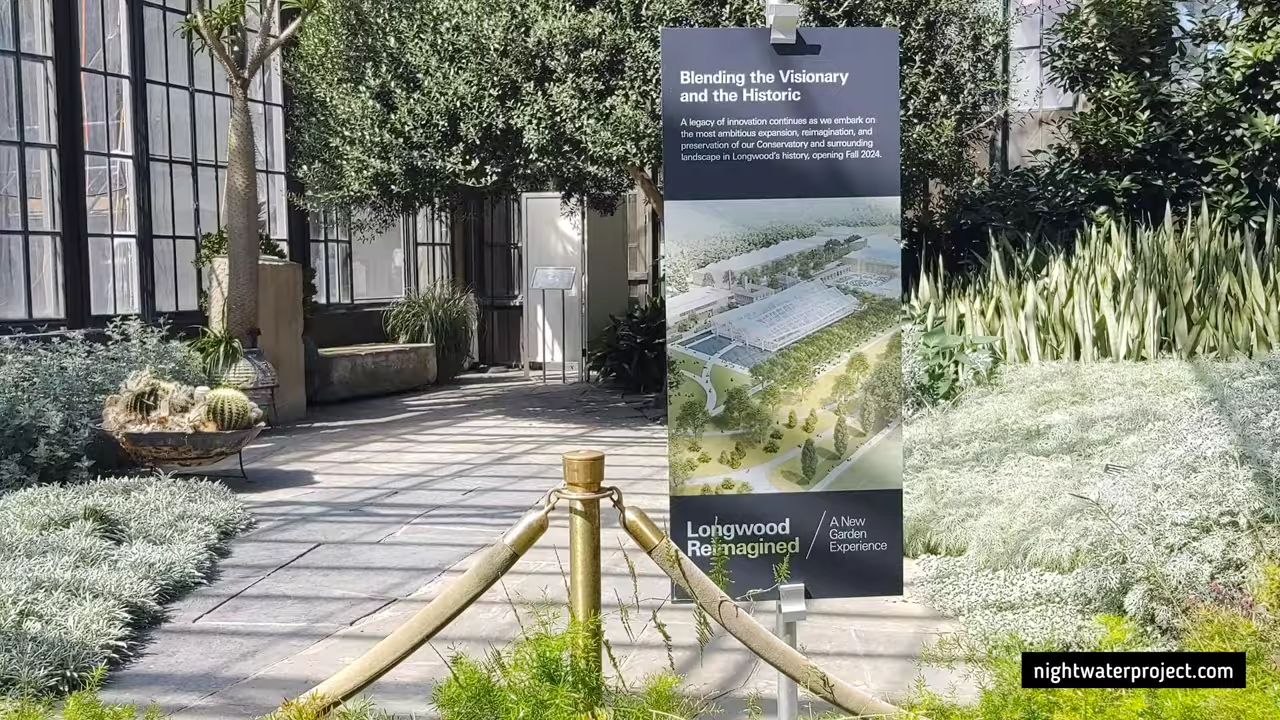 Blending the Visionary
and the Historic
A legacy of innovation continues as we embark on
the most ambitious expansion, reimagination, and
preservation of our Conservatory and surrounding
landscape in Longwood's history, opening Fall 2024.
Longwood
Reimagined
A New
Garden
Experience
nightwaterproject.com